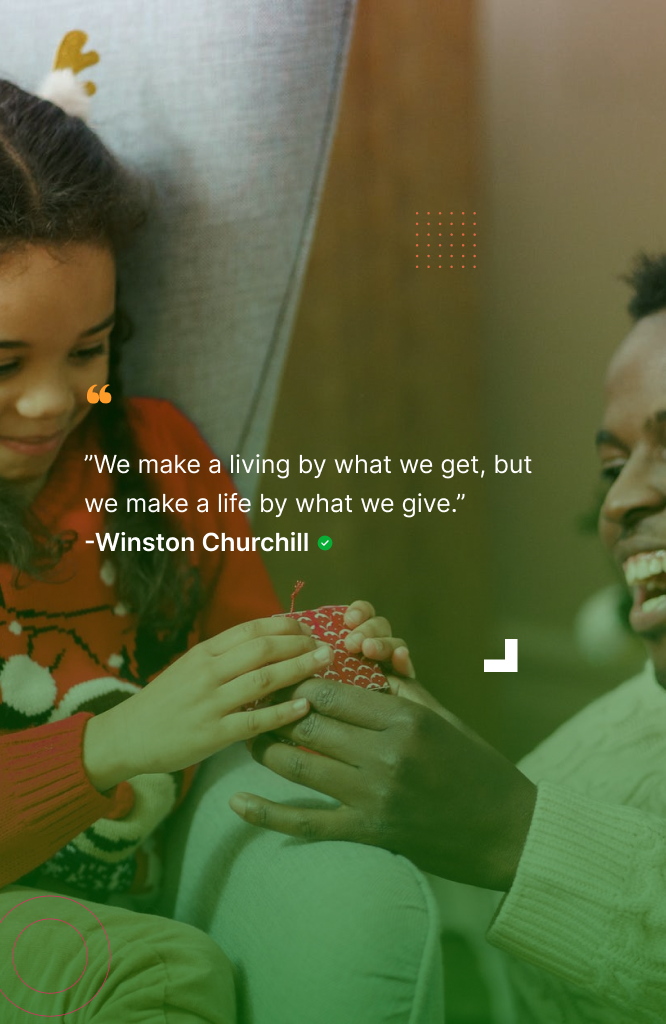 ”We make a living by what we get, but
we make a life by what we give.”
-Winston Churchill